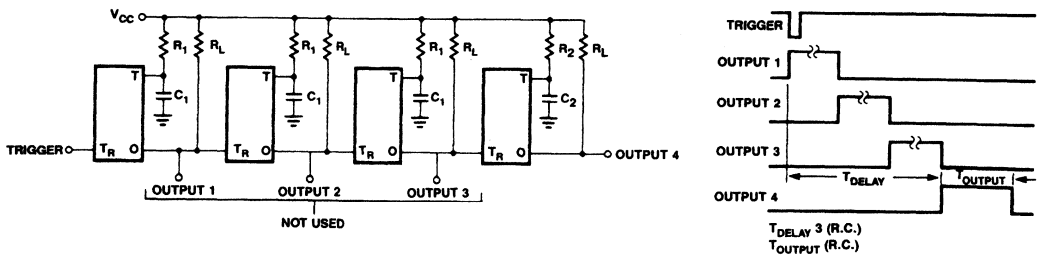 VCC
R1 RL R1 RL R1 RL R2 RL
T T T T
C1 C1 C1 C2
TRIGGER TR O TR O TR O TR O OUTPUT 4
OUTPUT 1 OUTPUT 2 OUTPUT 3
NOT USED
TRIGGER
OUTPUT 1
OUTPUT 2
OUTPUT 3
TDELAY TOUTPUT
OUTPUT 4
TDELAY 3 (R.C.)
TOUTPUT (R.C.)